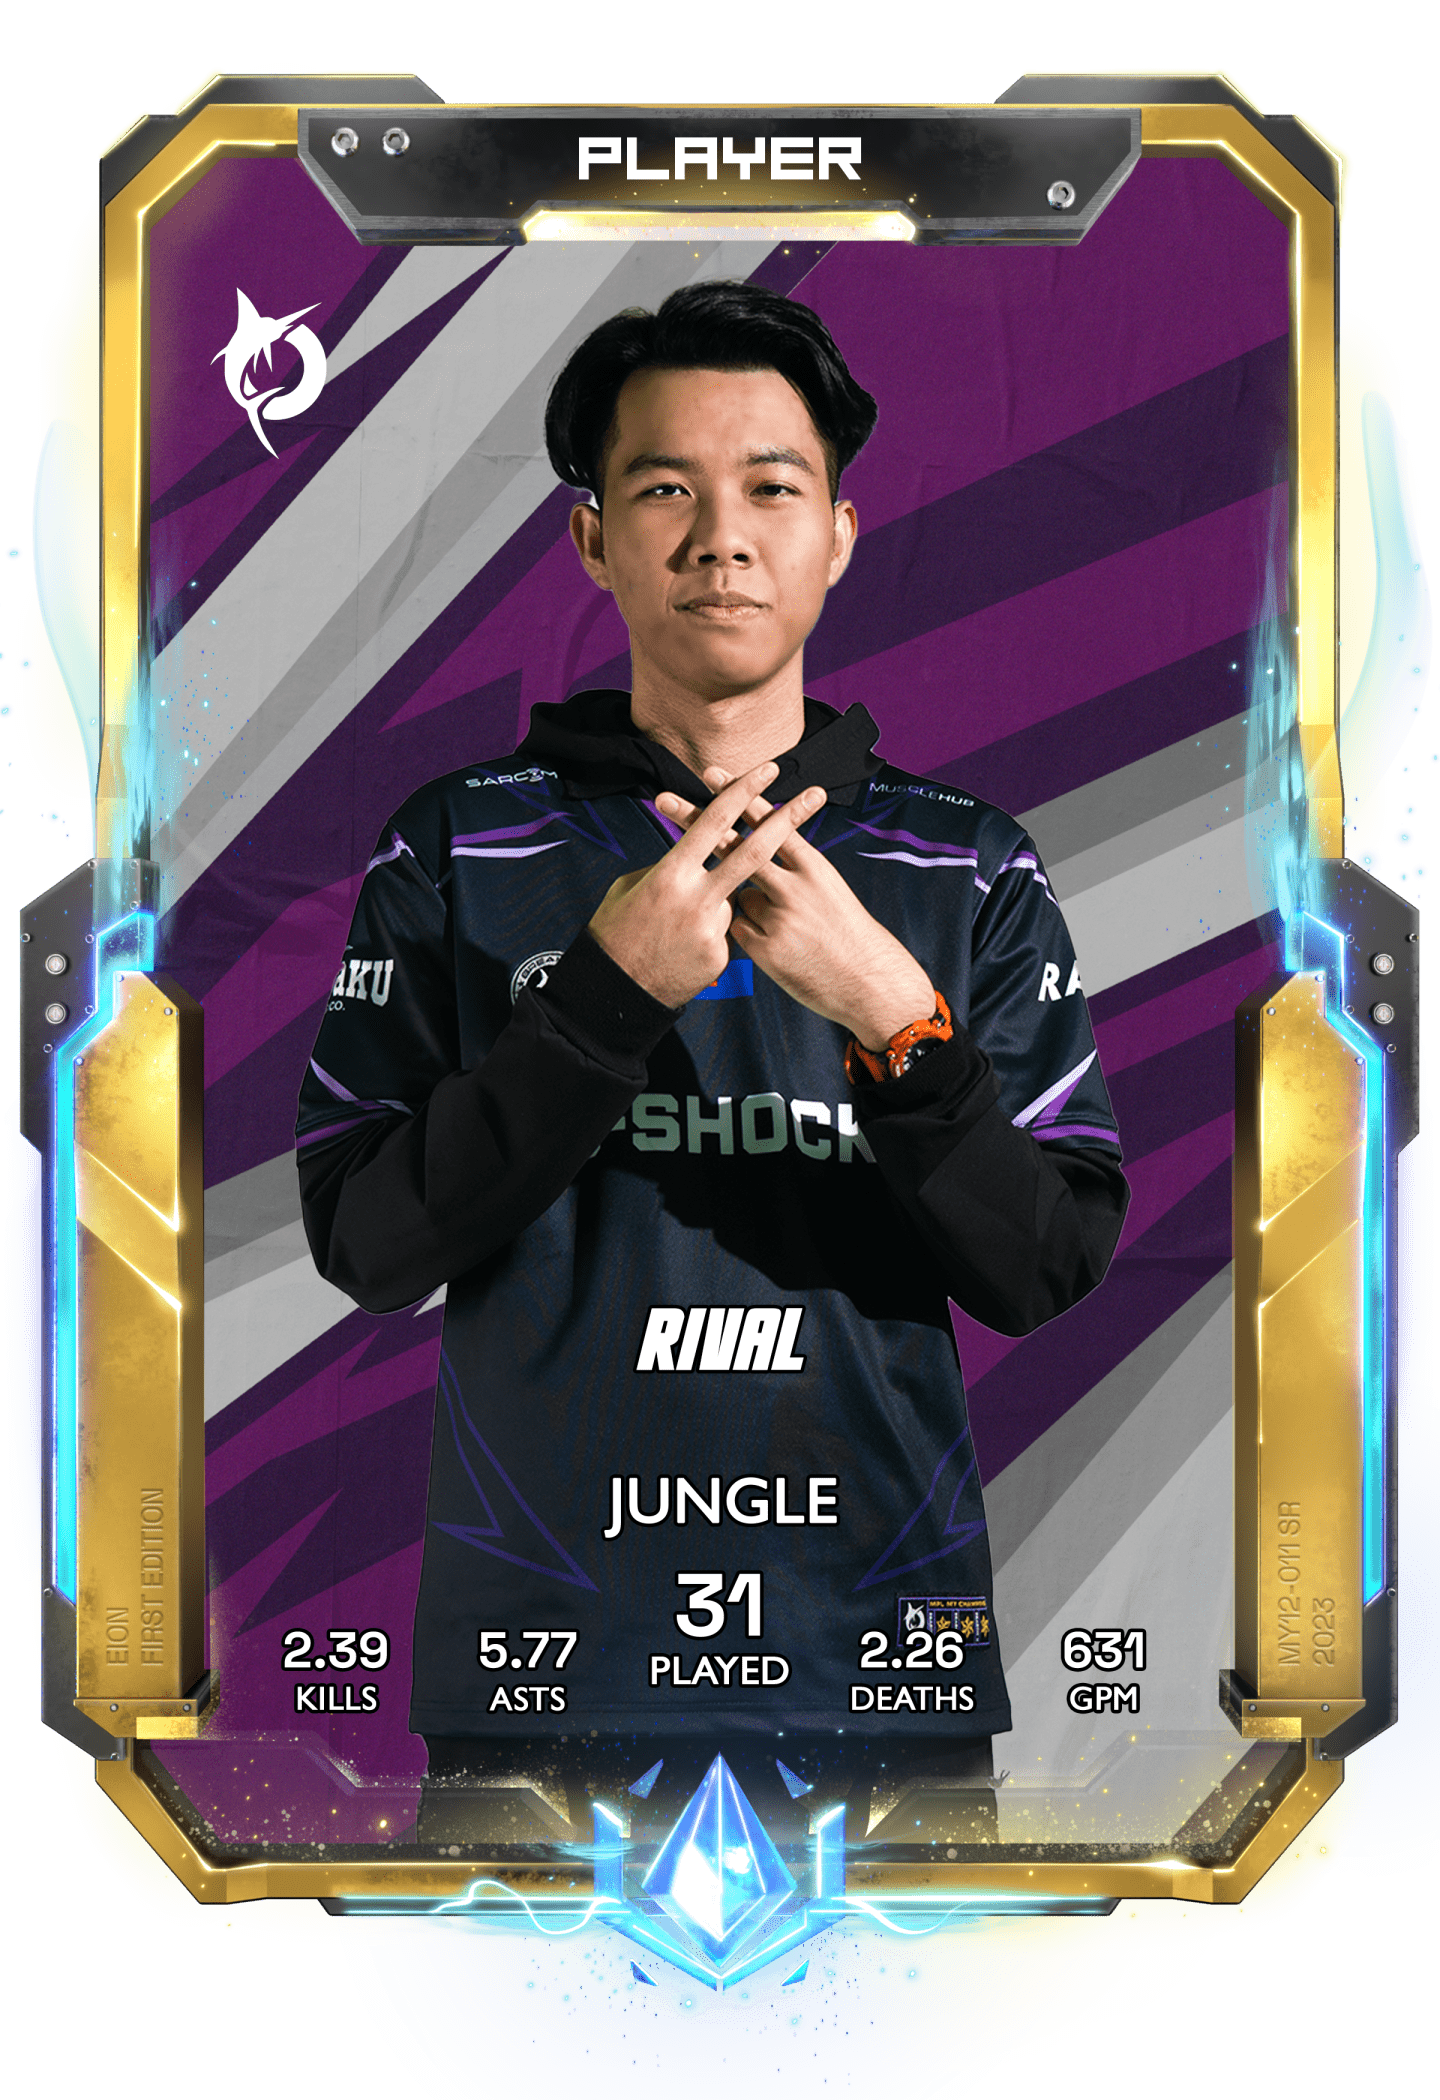 PLAYER
SARCOM
MUSCLEHUB
CO.
-SHOCK
RIVAL
JUNGLE
31
PLAYED
2.39
KILLS
5.77
ASTS
2.26
DEATHS
631
GPM
EION
FIRST EDITION
MY12-011 SR
2023